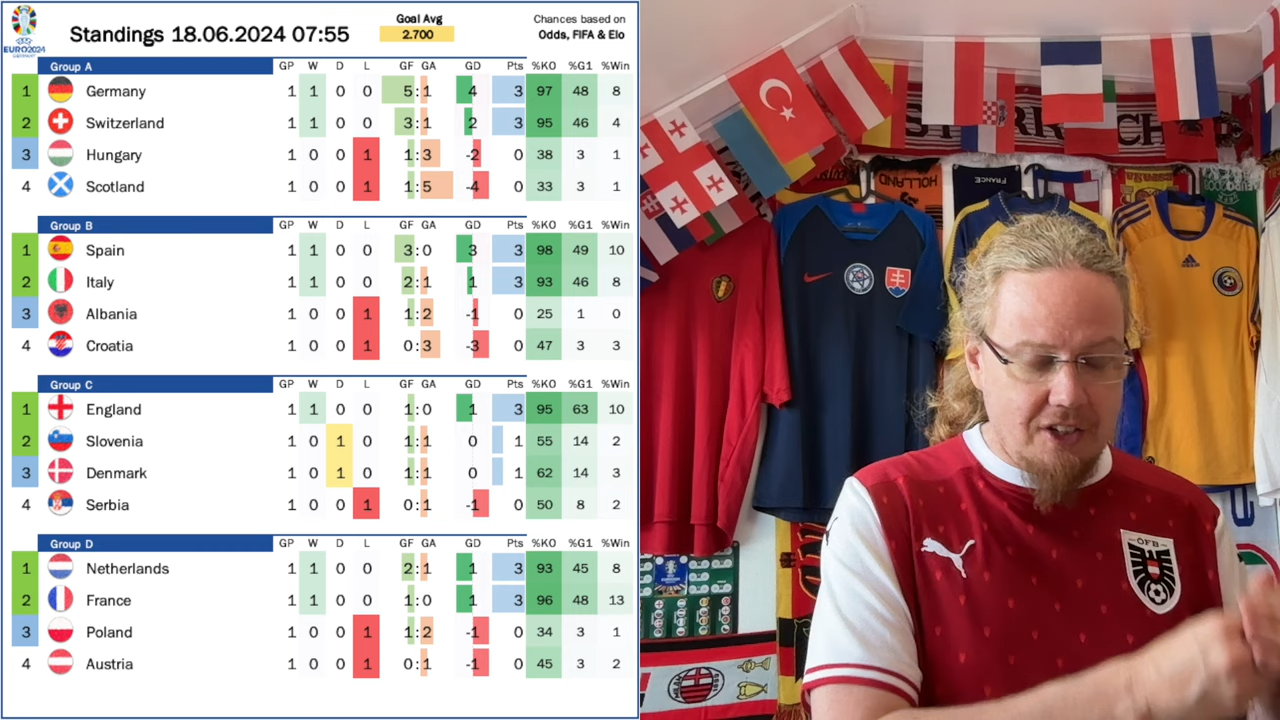 EURO2024
GERMANY
Standings 18.06.2024 07:55
Goal Avg
2.700
Chances based on
Odds, FIFA & Elo
Group A GP W D L GF GA GD Pts %KO %G1 %Win
1 Germany 1 1 0 0 5:1 4 3 97 48 8
2 Switzerland 1 1 0 0 3:1 2 3 95 46 4
3 Hungary 1 0 0 1 1:3 -2 0 38 3 1
4 Scotland 1 0 0 1 1:5 -4 0 33 3 1
Group B GP W D L GF GA GD Pts %KO %G1 %Win
1 Spain 1 1 0 0 3:0 3 3 98 49 10
2 Italy 1 1 0 0 2:1 1 3 93 46 8
3 Albania 1 0 0 1 1:2 -1 0 25 1 0
4 Croatia 1 0 0 1 0:3 -3 0 47 3 3
Group C GP W D L GF GA GD Pts %KO %G1 %Win
1 England 1 1 0 0 1:0 1 3 95 63 10
2 Slovenia 1 0 1 0 1:1 0 1 55 14 2
3 Denmark 1 0 1 0 1:1 0 1 62 14 3
4 Serbia 1 0 0 1 0:1 -1 0 50 8 2
Group D GP W D L GF GA GD Pts %KO %G1 %Win
1 Netherlands 1 1 0 0 2:1 1 3 93 45 8
2 France 1 1 0 0 1:0 1 3 96 48 13
3 Poland 1 0 0 1 1:2 -1 0 34 3 1
4 Austria 1 0 0 1 0:1 -1 0 45 3 2
HOLLAND
FRANCE
adidas
ÖFB
MILAN